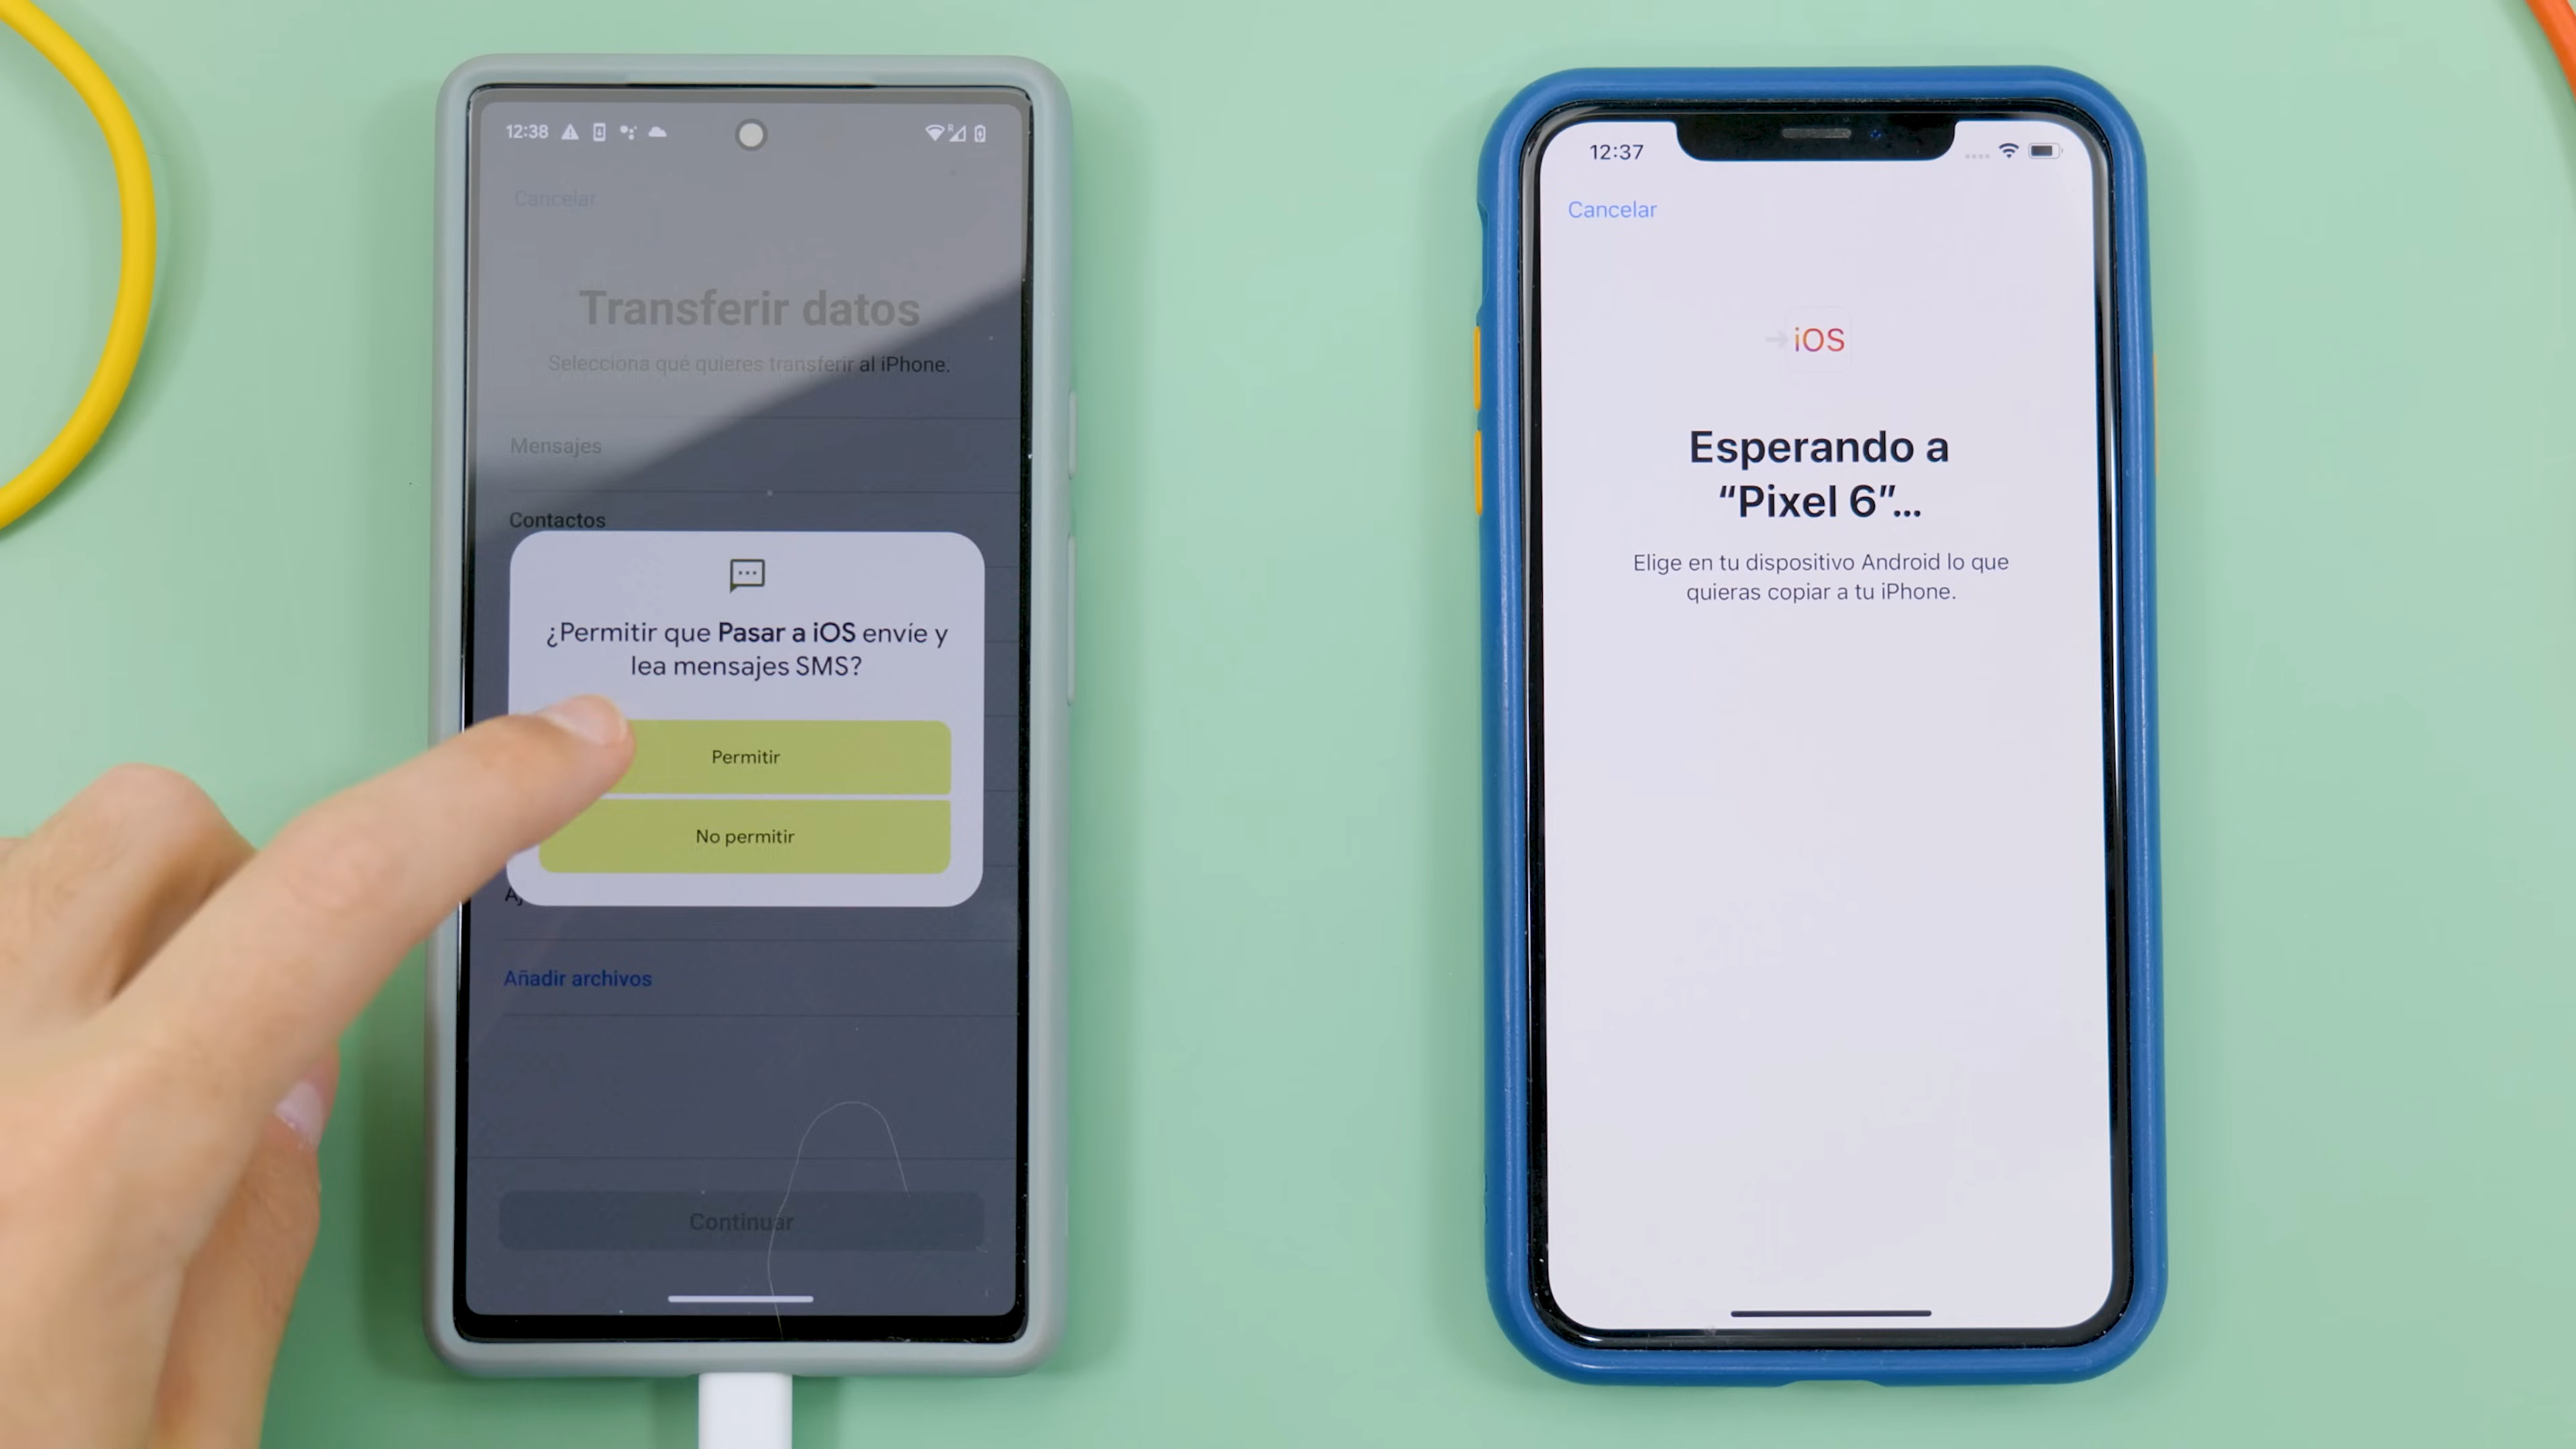 12:38
Cancelar
Transferir datos
Selecciona qué quieres transferir al iPhone.
Mensajes
Contactos
¿Permitir que Pasar a iOS envíe y
lea mensajes SMS?
Permitir
No permitir
Añadir archivos
Continuar
12:37
Cancelar
iOS
Esperando a
“Pixel 6”...
Elige en tu dispositivo Android lo que
quieras copiar a tu iPhone.